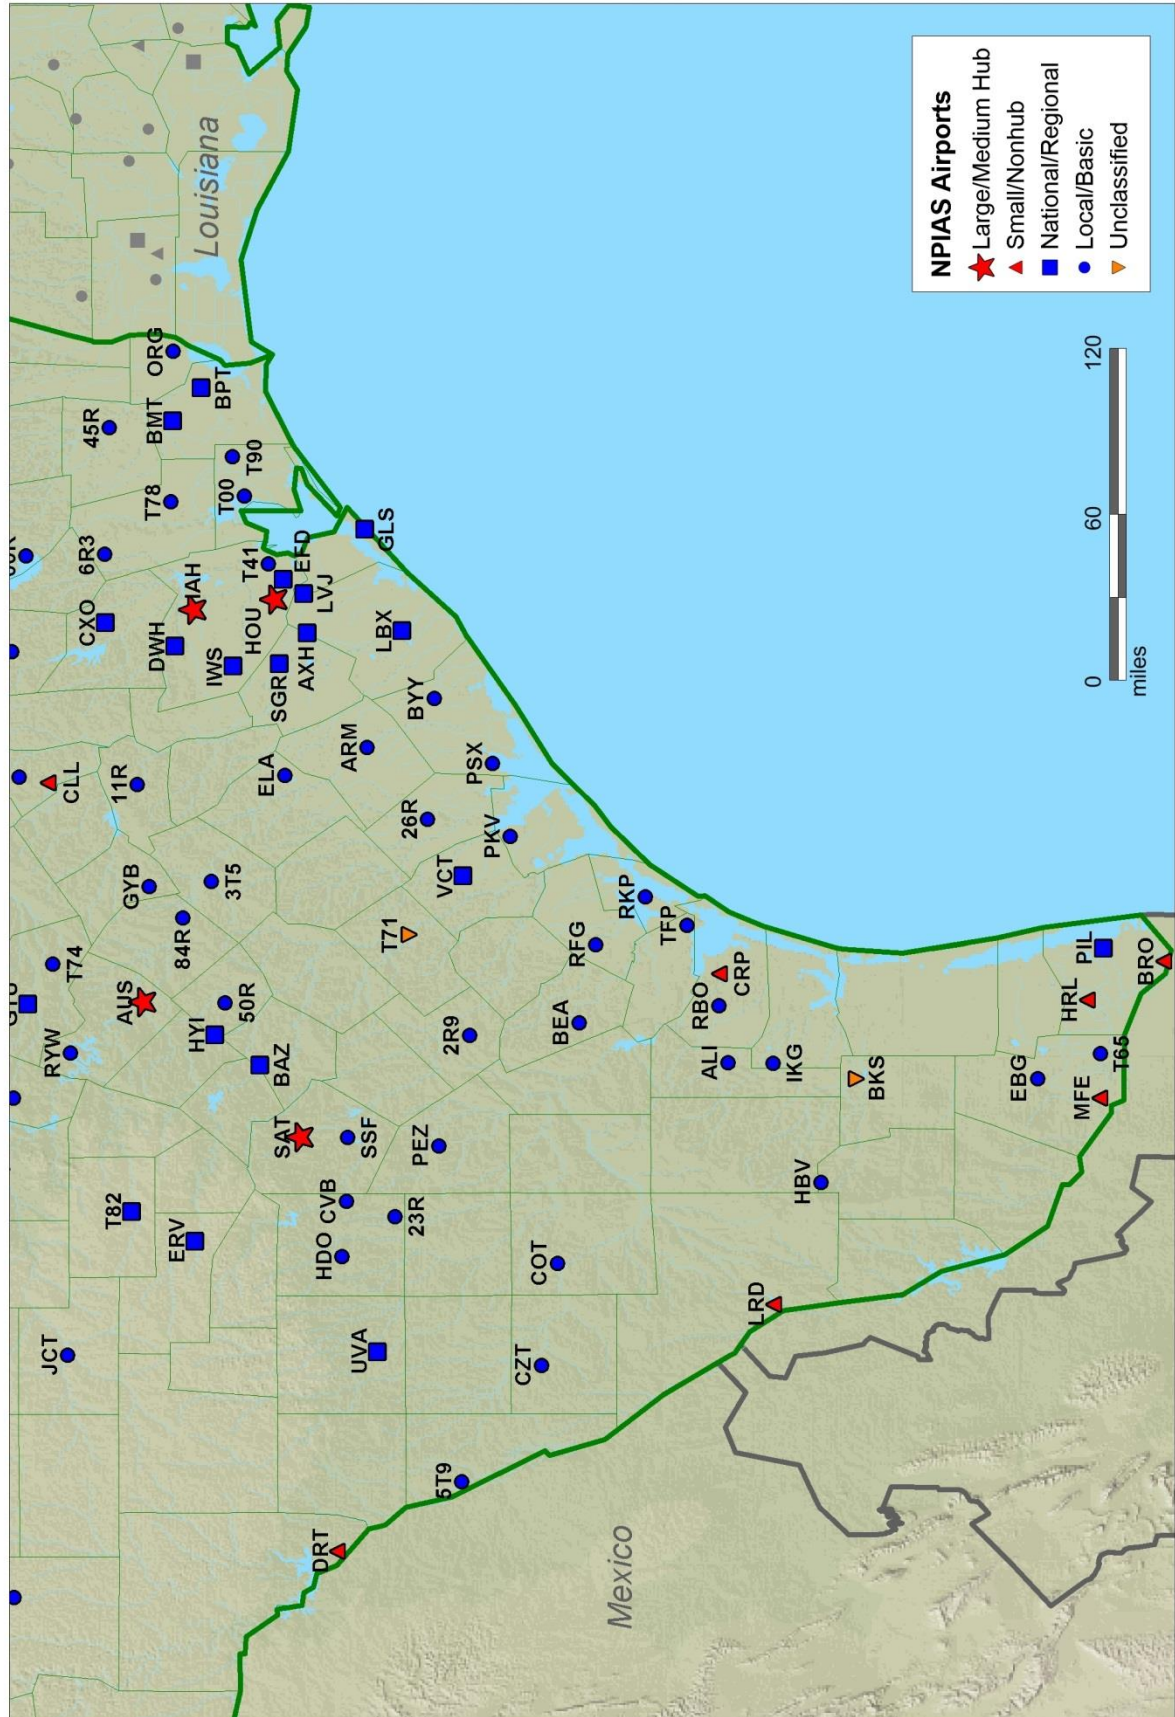 JCT
RYW
T74
CLL
CXO
6R3
45R
T82
11R
AUS
GYB
T78
BMT
ORG
DWH
ERV
84R
IAH
HYI
Louisiana
IWS
BPT
T00
3T5
50R
T41
HOU
T90
ELA
BAZ
SAT
SGR
EFD
AXH
LVJ
DRT
HDO
CVB
ARM
UVA
SSF
LBX
GLS
T71
26R
23R
BYY
PEZ
5T9
VCT
2R9
PSX
PKV
CZT
COT
BEA
RFG
Mexico
RKP
TFP
RBO
ALI
CRP
LRD
IKG
HBV
BKS
EBG
HRL
MFE
PIL
T65
BRO
0 60 120
miles
NPIAS Airports
Large/Medium Hub
Small/Nonhub
National/Regional
Local/Basic
Unclassified